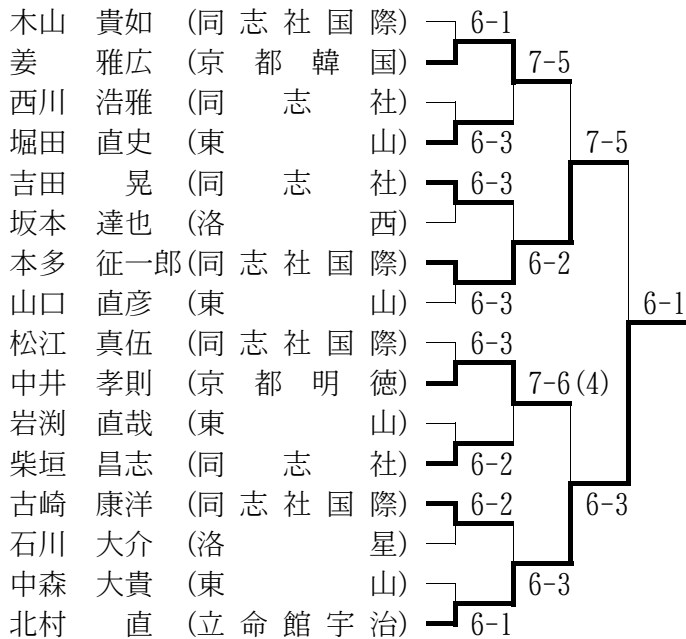 木山 貴如 (同志社国際) 6-1
姜 雅広 (京都韓国) 7-5
西川 浩雅 (同志社)
堀田 直史 (東山) 6-3 7-5
吉田 晃 (同志社) 6-3
坂本 達也 (洛西)
本多 征一郎(同志社国際) 6-2
山口 直彦 (東山) 6-3 6-1
松江 真伍 (同志社国際) 6-3
中井 孝則 (京都明徳) 7-6(4)
岩渕 直哉 (東山)
柴垣 昌志 (同志社) 6-2
古崎 康洋 (同志社国際) 6-2 6-3
石川 大介 (洛星)
中森 大貴 (東山) 6-3
北村 直 (立命館宇治) 6-1